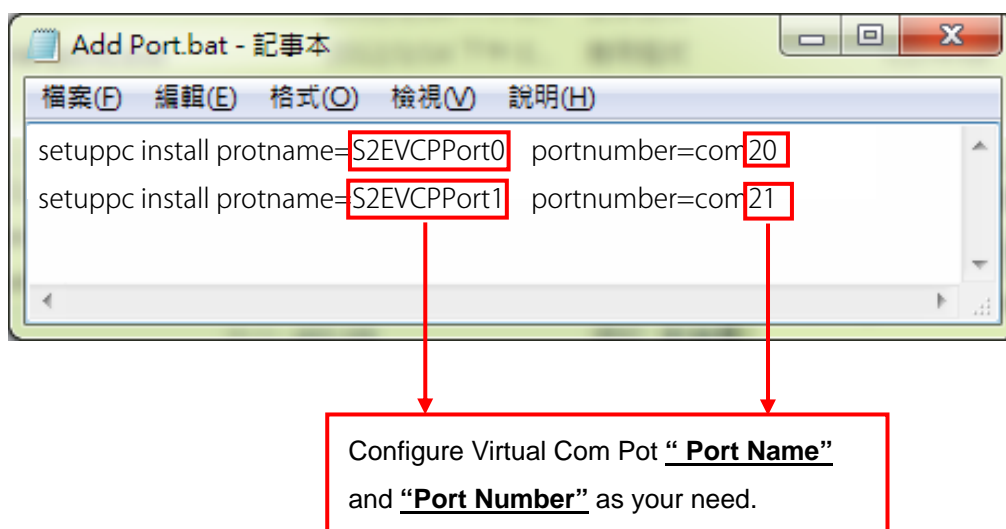 Add Port.bat - 記事本
檔案(F) 編輯(E) 格式(O) 檢視(V) 說明(H)
setuppc install protname=S2EVCPPort0 portnumber=com20
setuppc install protname=S2EVCPPort1 portnumber=com21
Configure Virtual Com Pot “ Port Name”
and “Port Number” as your need.